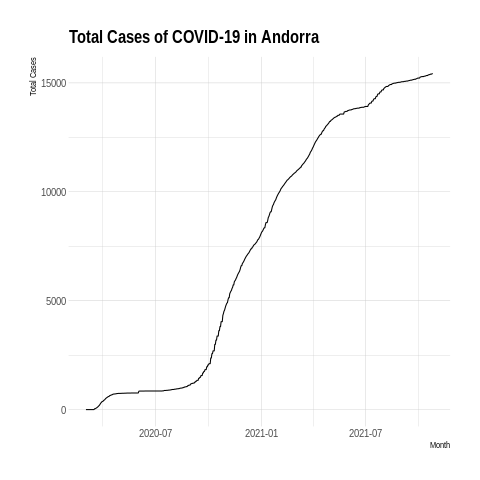 Total Cases of COVID-19 in Andorra
Total Cases
15000
10000
5000
0
2020-07
2021-01
2021-07
Month